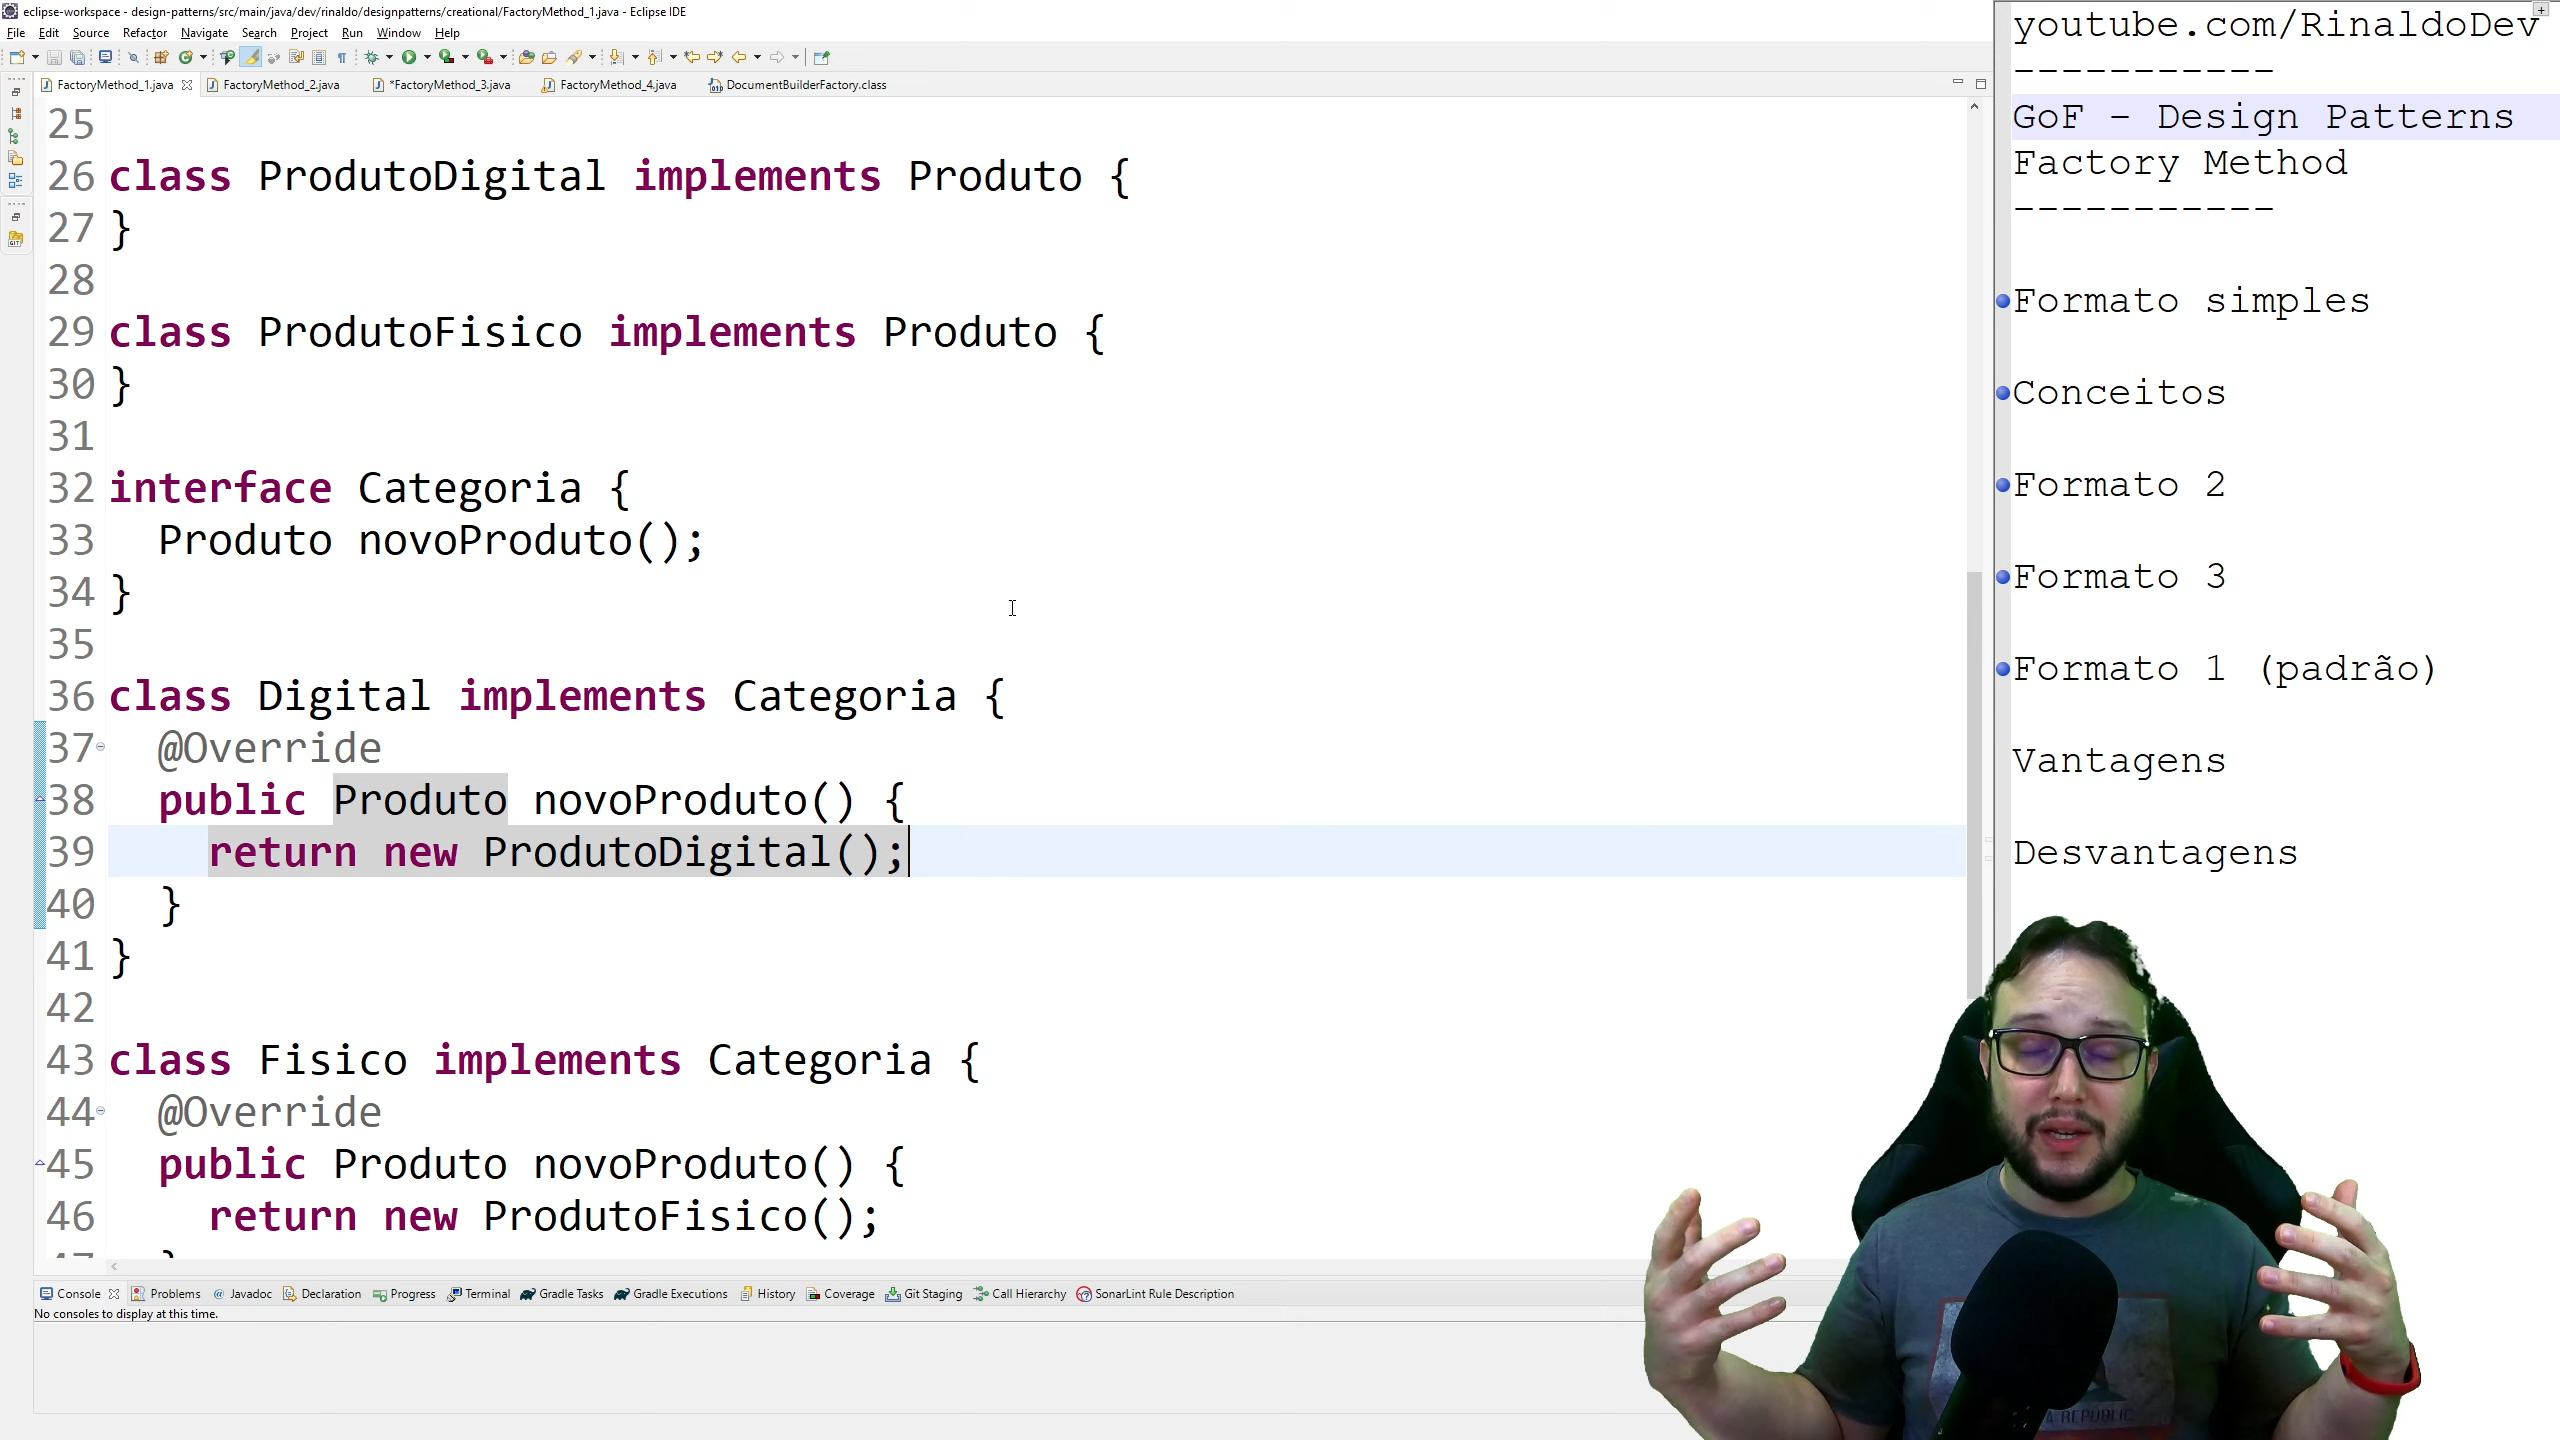 eclipse-workspace - design-patterns/src/main/java/dev/rinaldo/designpatterns/creational/FactoryMethod_1.java - Eclipse IDE
File Edit Source Refactor Navigate Search Project Run Window Help
FactoryMethod_1.java FactoryMethod_2.java *FactoryMethod_3.java FactoryMethod_4.java DocumentBuilderFactory.class
25
26 class ProdutoDigital implements Produto {
27 }
28
29 class ProdutoFisico implements Produto {
30 }
31
32 interface Categoria {
33 Produto novoProduto();
34 }
35
36 class Digital implements Categoria {
37 @Override
38 public Produto novoProduto() {
39 return new ProdutoDigital();
40 }
41 }
42
43 class Fisico implements Categoria {
44 @Override
45 public Produto novoProduto() {
46 return new ProdutoFisico();
Console Problems Javadoc Declaration Progress Terminal Gradle Tasks Gradle Executions History Coverage Git Staging Call Hierarchy SonarLint Rule Description
No consoles to display at this time.
youtube.com/RinaldoDev
-----------
GoF - Design Patterns
Factory Method
-----------
Formato simples
Conceitos
Formato 2
Formato 3
Formato 1 (padrão)
Vantagens
Desvantagens
REPUBLIC